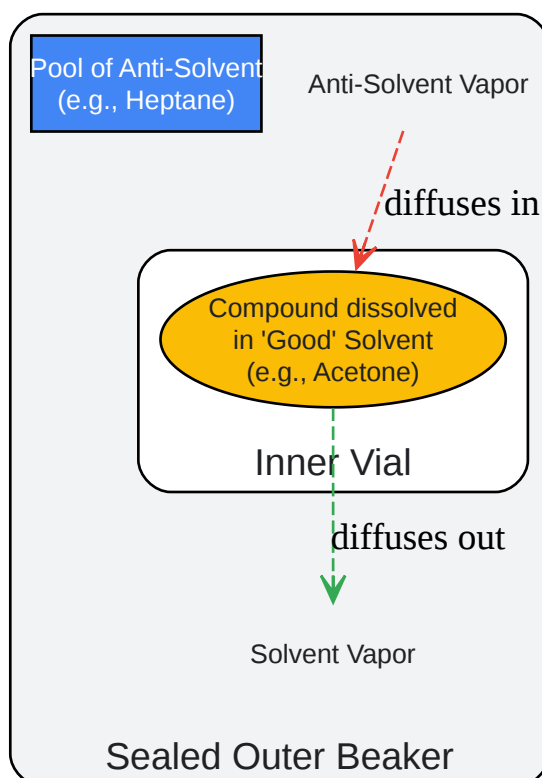 Pool of Anti-Solvent
(e.g., Heptane)
Anti-Solvent Vapor
diffuses in
Compound dissolved
in 'Good' Solvent
(e.g., Acetone)
Inner Vial
diffuses out
Solvent Vapor
Sealed Outer Beaker